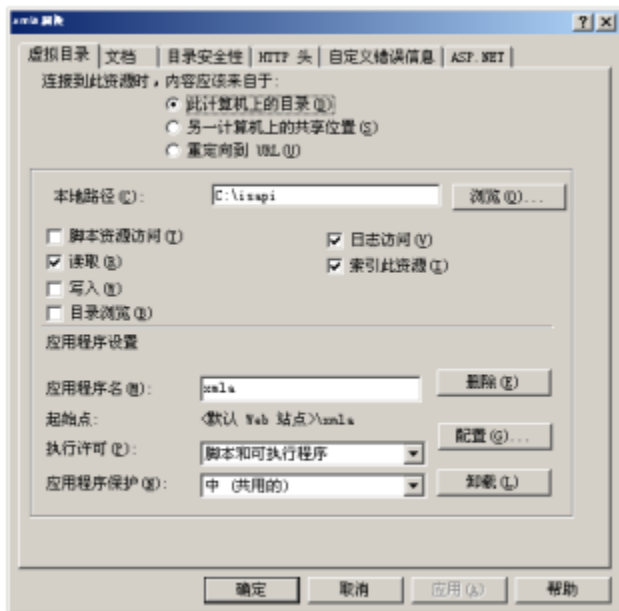 xmla 属性
虚拟目录 文档 目录安全性 HTTP 头 自定义错误信息 ASP.NET
连接到此资源时，内容应该来自于:
此计算机上的目录(D)
另一计算机上的共享位置(S)
重定向到 URL(U)
本地路径(C): C:\isapi 浏览(O)...
脚本资源访问(T) 日志访问(V)
读取(R) 索引此资源(I)
写入(W)
目录浏览(B)
应用程序设置
应用程序名(M): xmla 删除(E)
起始点: <默认 Web 站点>\xmla
执行许可(P): 脚本和可执行程序 配置(G)...
应用程序保护(N): 中 (共用的) 卸载(L)
确定 取消 应用(A) 帮助